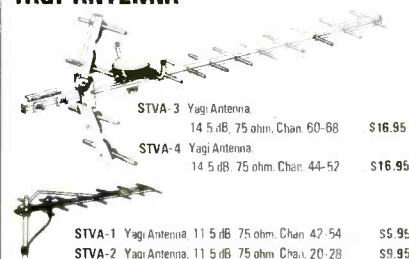 YAGI ANTENNA
STVA-3 Yagi Antenna,
14.5 dB, 75 ohm, Chan. 60-68 $16.95
STVA-4 Yagi Antenna,
14.5 dB, 75 ohm, Chan. 44-52 $16.95
STVA-1 Yagi Antenna, 11.5 dB 75 ohm Chan 42-54 $9.95
STVA-2 Yagi Antenna, 11.5 dB 75 ohm Chan. 20-28 $9.95